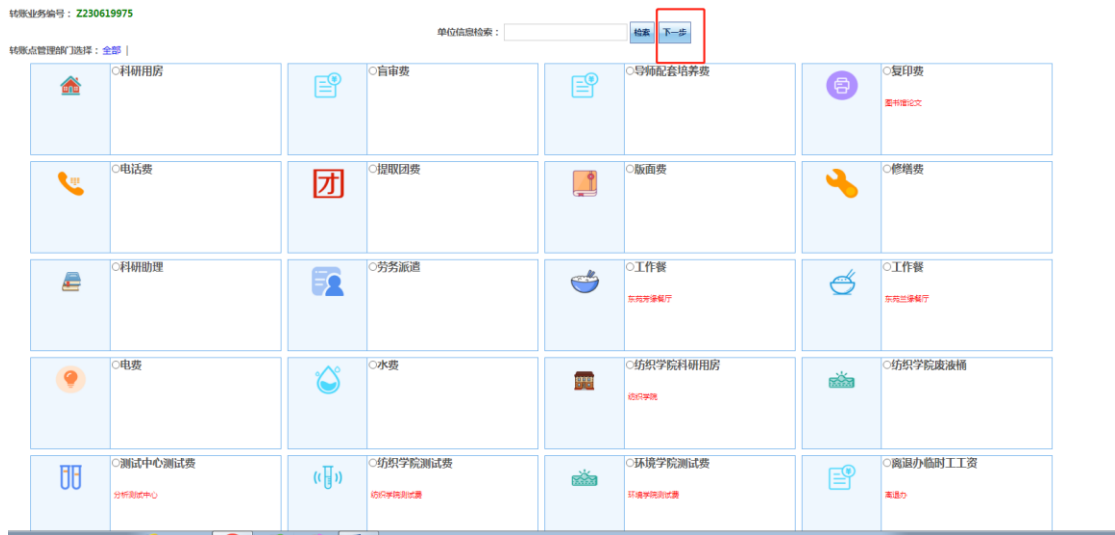 转账业务编号： Z230619975
单位信息检索：
检索 下一步
转账点管理部门选择：全部 |
科研用房
盲审费
导师配套培养费
复印费
图书馆论文
电话费
团
提取团费
版面费
修缮费
科研助理
劳务派遣
工作餐
东苑芳缘餐厅
工作餐
东苑兰缘餐厅
电费
水费
纺织学院科研用房
纺织学院
纺织学院废液桶
测试中心测试费
分析测试中心
纺织学院测试费
纺织学院测试费
环境学院测试费
环境学院测试费
离退办临时工工资
离退办